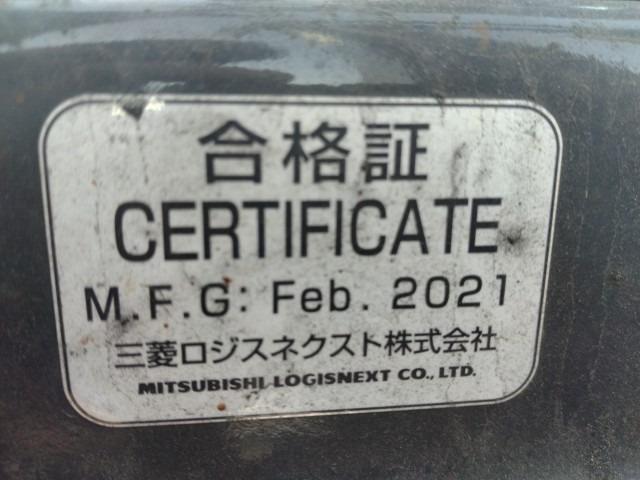 合格証
CERTIFICATE
M.F.G: Feb. 2021
三菱ロジスネクスト株式会社
MITSUBISHI LOGISNEXT CO., LTD.